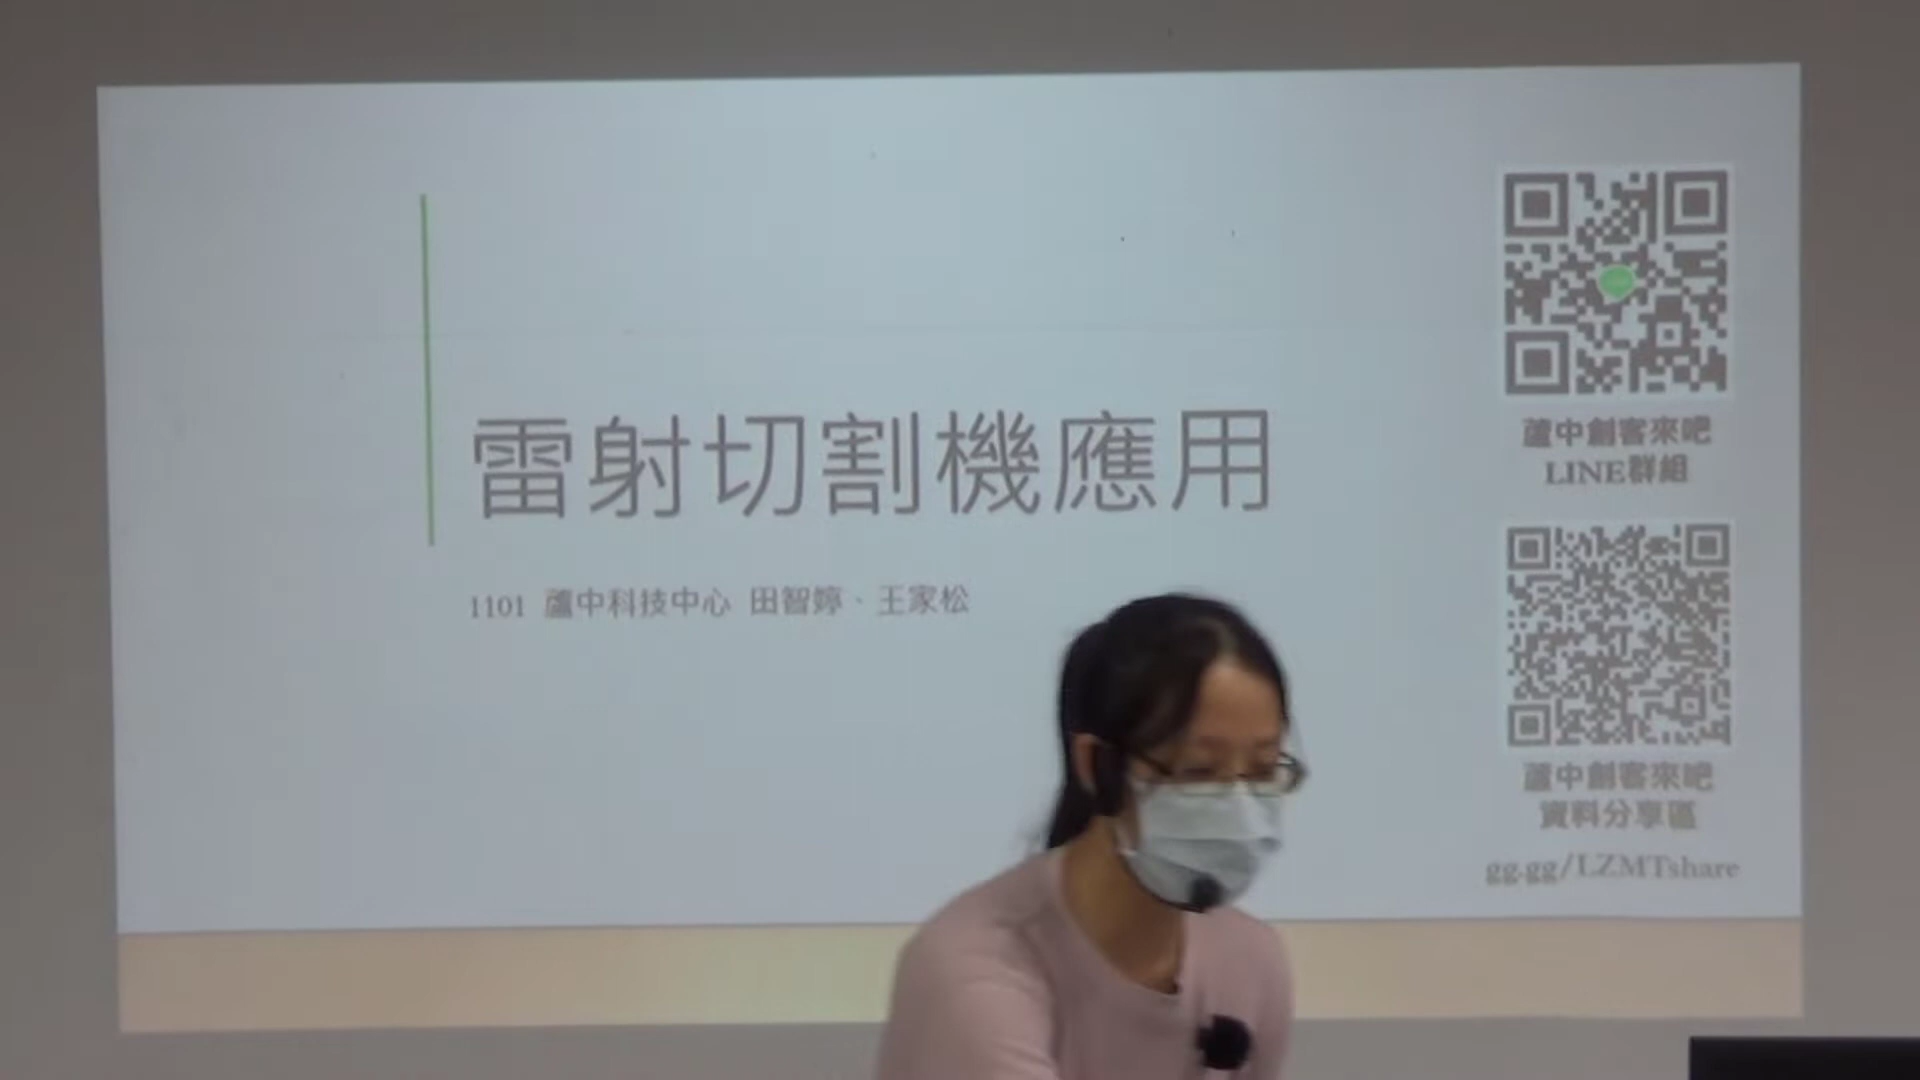 雷射切割機應用
1101 蘆中科技中心 田智婷、王家松
蘆中創客來吧
LINE群組
蘆中創客來吧
資料分享區
gg.gg/LZMTshare